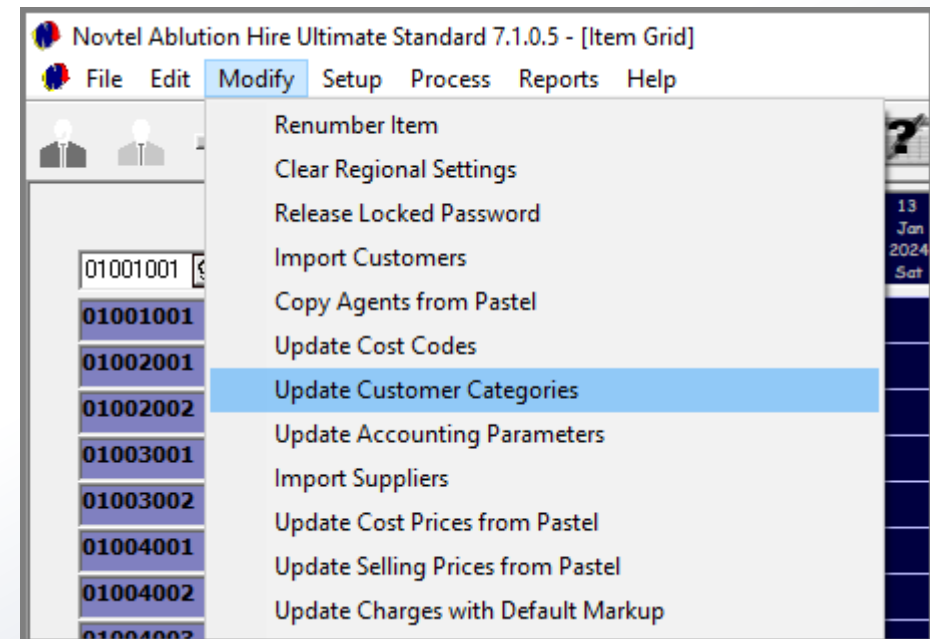 Novtel Ablution Hire Ultimate Standard 7.1.0.5 - [Item Grid]
File Edit Modify Setup Process Reports Help
Renumber Item
Clear Regional Settings
Release Locked Password
Import Customers
Copy Agents from Pastel
Update Cost Codes
Update Customer Categories
Update Accounting Parameters
Import Suppliers
Update Cost Prices from Pastel
Update Selling Prices from Pastel
Update Charges with Default Markup
?
13
Jan
2024
Sat
01001001
01001001
01002001
01002002
01003001
01003002
01004001
01004002
01004003